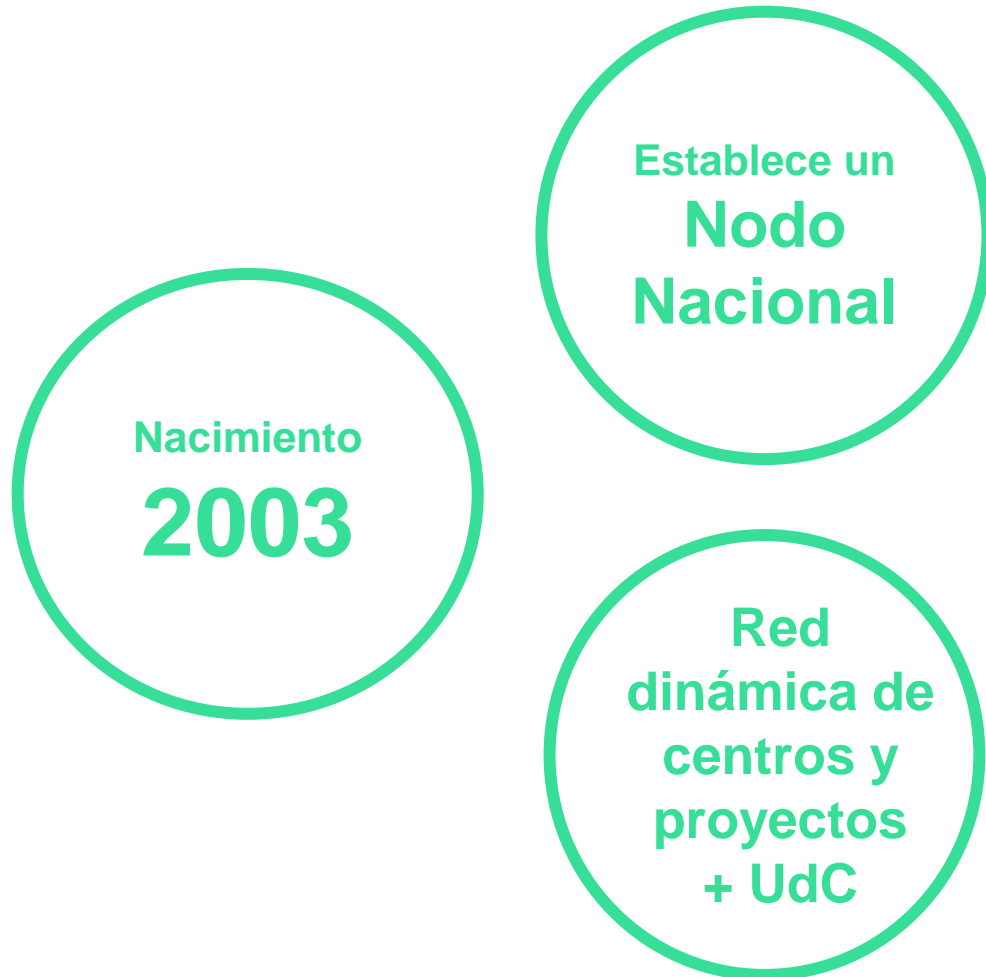 Establece un
Nodo
Nacional
Nacimiento
2003
Red
dinámica de
centros y
proyectos
+ UdC